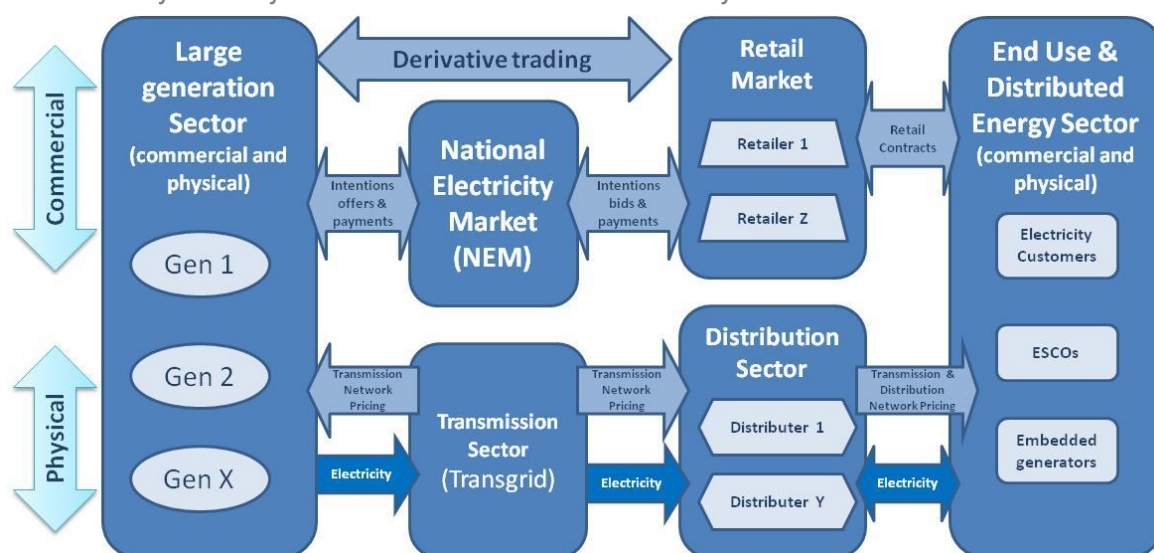 Commercial
Physical
Large
generation
Sector
(commercial and
physical)
Gen 1
Gen 2
Gen X
Derivative trading
Intentions
offers &
payments
National
Electricity
Market
(NEM)
Intentions
bids &
payments
Retail
Market
Retailer 1
Retailer Z
Retail
Contracts
End Use &
Distributed
Energy Sector
(commercial and
physical)
Electricity
Customers
ESCOs
Embedded
generators
Transmission
Network
Pricing
Electricity
Transmission
Sector
(Transgrid)
Transmission
Network
Pricing
Electricity
Distribution
Sector
Distributer 1
Distributer Y
Transmission &
Distribution
Network Pricing
Electricity